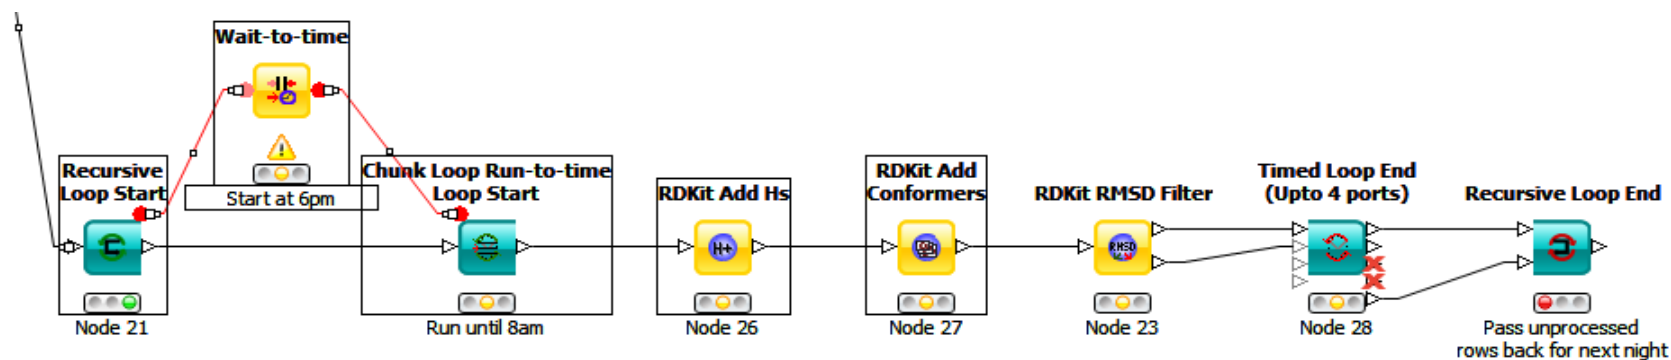 Wait-to-time
Start at 6pm
Recursive
Loop Start
Node 21
Chunk Loop Run-to-time
Loop Start
Run until 8am
RDKit Add Hs
H+
Node 26
RDKit Add
Conformers
Node 27
RDKit RMSD Filter
RMSD
Node 23
Timed Loop End
(Upto 4 ports)
Node 28
Recursive Loop End
Pass unprocessed
rows back for next night